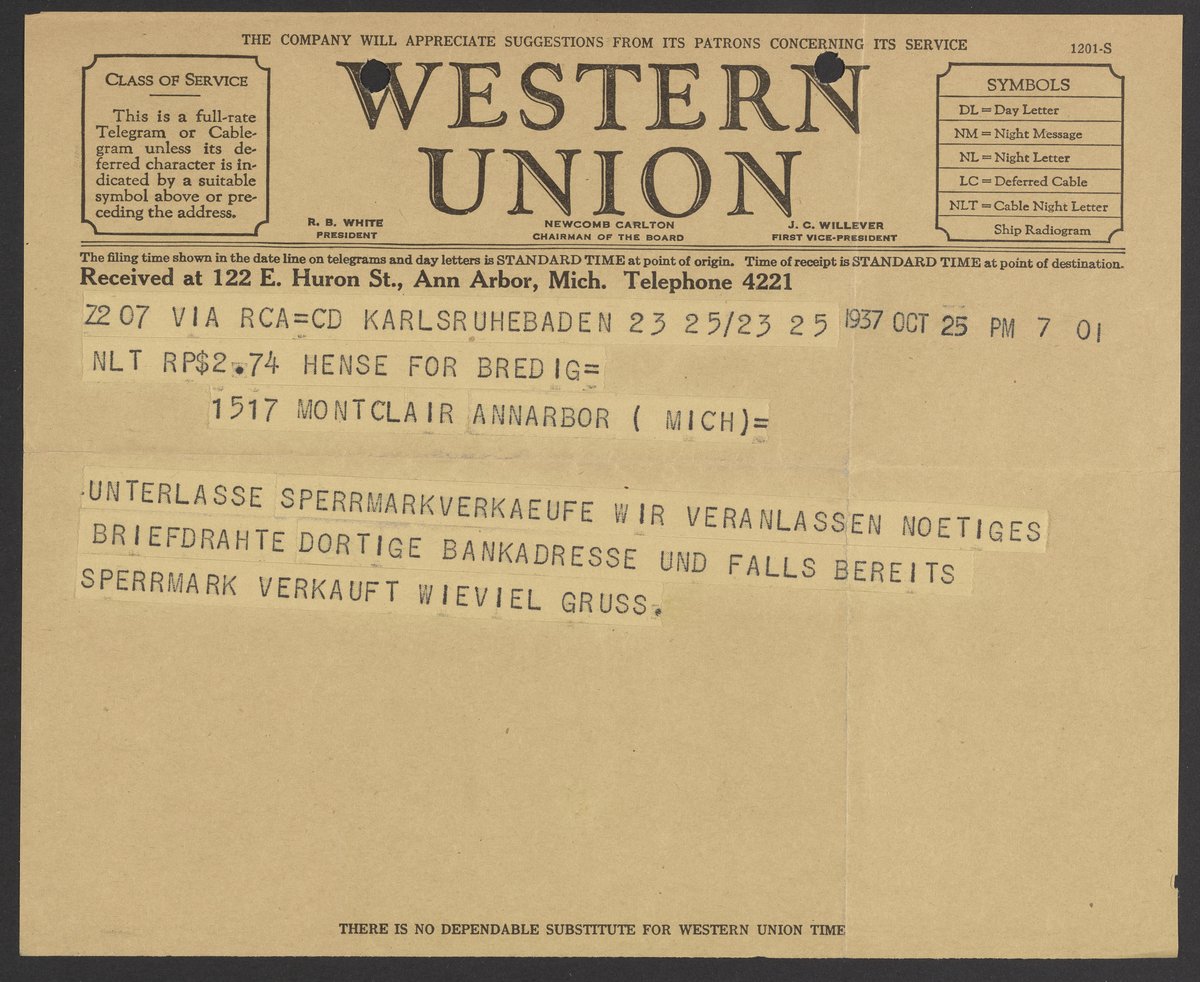 THE COMPANY WILL APPRECIATE SUGGESTIONS FROM ITS PATRONS CONCERNING ITS SERVICE
1201-S
CLASS OF SERVICE
This is a full-rate
Telegram or Cable-
gram unless its de-
ferred character is in-
dicated by a suitable
symbol above or pre-
ceding the address.
WESTERN
UNION
R. B. WHITE
PRESIDENT
NEWCOMB CARLTON
CHAIRMAN OF THE BOARD
J. C. WILLEVER
FIRST VICE-PRESIDENT
SYMBOLS
DL = Day Letter
NM = Night Message
NL = Night Letter
LC = Deferred Cable
NLT = Cable Night Letter
Ship Radiogram
The filing time shown in the date line on telegrams and day letters is STANDARD TIME at point of origin. Time of receipt is STANDARD TIME at point of destination.
Received at 122 E. Huron St., Ann Arbor, Mich. Telephone 4221
Z2 07 VIA RCA=CD KARLSRUHEBADEN 23 25/23 25 1937 OCT 25 PM 7 01
NLT RP$2.74 HENSE FOR BREDIG=
1517 MONTCLAIR ANNARBOR ( MICH)=
UNTERLASSE SPERRMARKVERKAEUFE WIR VERANLASSEN NOETIGES
BRIEFDRAHTE DORTIGE BANKADRESSE UND FALLS BEREITS
SPERRMARK VERKAUFT WIEVIEL GRUSS.
THERE IS NO DEPENDABLE SUBSTITUTE FOR WESTERN UNION TIME